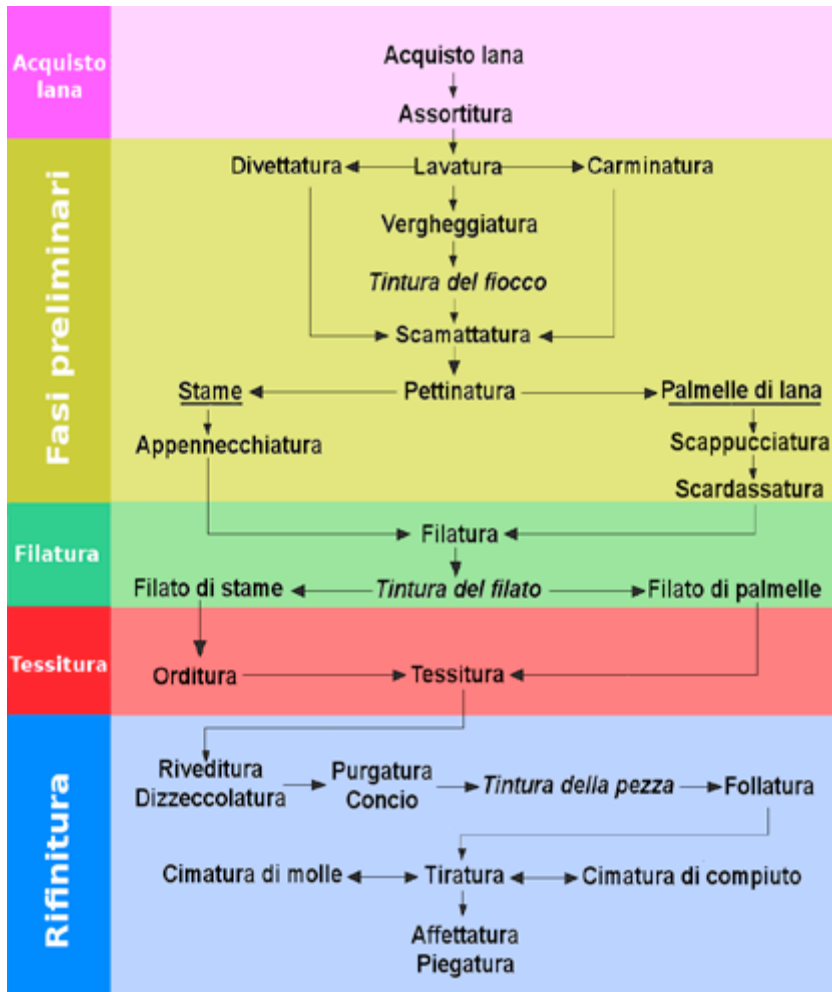 Acquisto
lana
Acquisto lana
Assortitura
Fasi preliminari
Divettatura
Lavatura
Carminatura
Vergheggiatura
Tintura del fiocco
Scamattatura
Stame
Pettinatura
Palmelle di lana
Appennecchiatura
Scappucciatura
Scardassatura
Filatura
Filatura
Filato di stame
Tintura del filato
Filato di palmelle
Tessitura
Orditura
Tessitura
Rifinitura
Riveditura
Dizzeccolatura
Purgatura
Concio
Tintura della pezza
Follatura
Cimatura di molle
Tiratura
Cimatura di compiuto
Affettatura
Piegatura